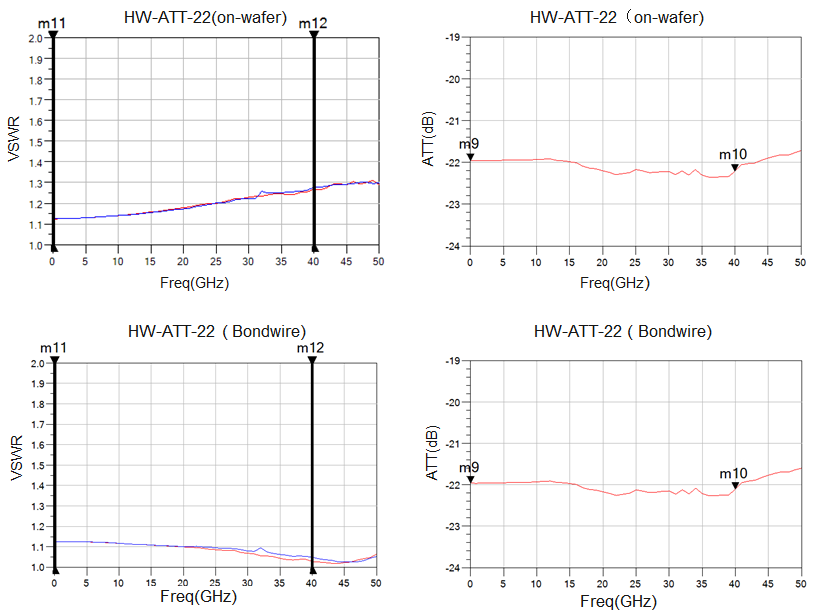 HW-ATT-22(on-wafer)
m11
m12
2.0
1.9
1.8
1.7
1.6
1.5
1.4
1.3
1.2
1.1
1.0
VSWR
0 5 10 15 20 25 30 35 40 45 50
Freq(GHz)
HW-ATT-22（on-wafer)
-19
-20
-21
-22
-23
-24
ATT(dB)
m9
m10
0 5 10 15 20 25 30 35 40 45 50
Freq(GHz)
HW-ATT-22 ( Bondwire)
m11
m12
2.0
1.9
1.8
1.7
1.6
1.5
1.4
1.3
1.2
1.1
1.0
VSWR
0 5 10 15 20 25 30 35 40 45 50
Freq(GHz)
HW-ATT-22 ( Bondwire)
-19
-20
-21
-22
-23
-24
ATT(dB)
m9
m10
0 5 10 15 20 25 30 35 40 45 50
Freq(GHz)